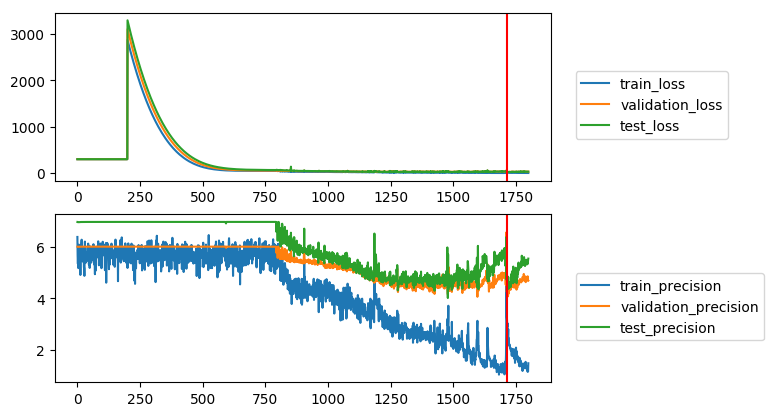 3000
2000
1000
0
0 250 500 750 1000 1250 1500 1750
train_loss
validation_loss
test_loss
6
4
2
0 250 500 750 1000 1250 1500 1750
train_precision
validation_precision
test_precision